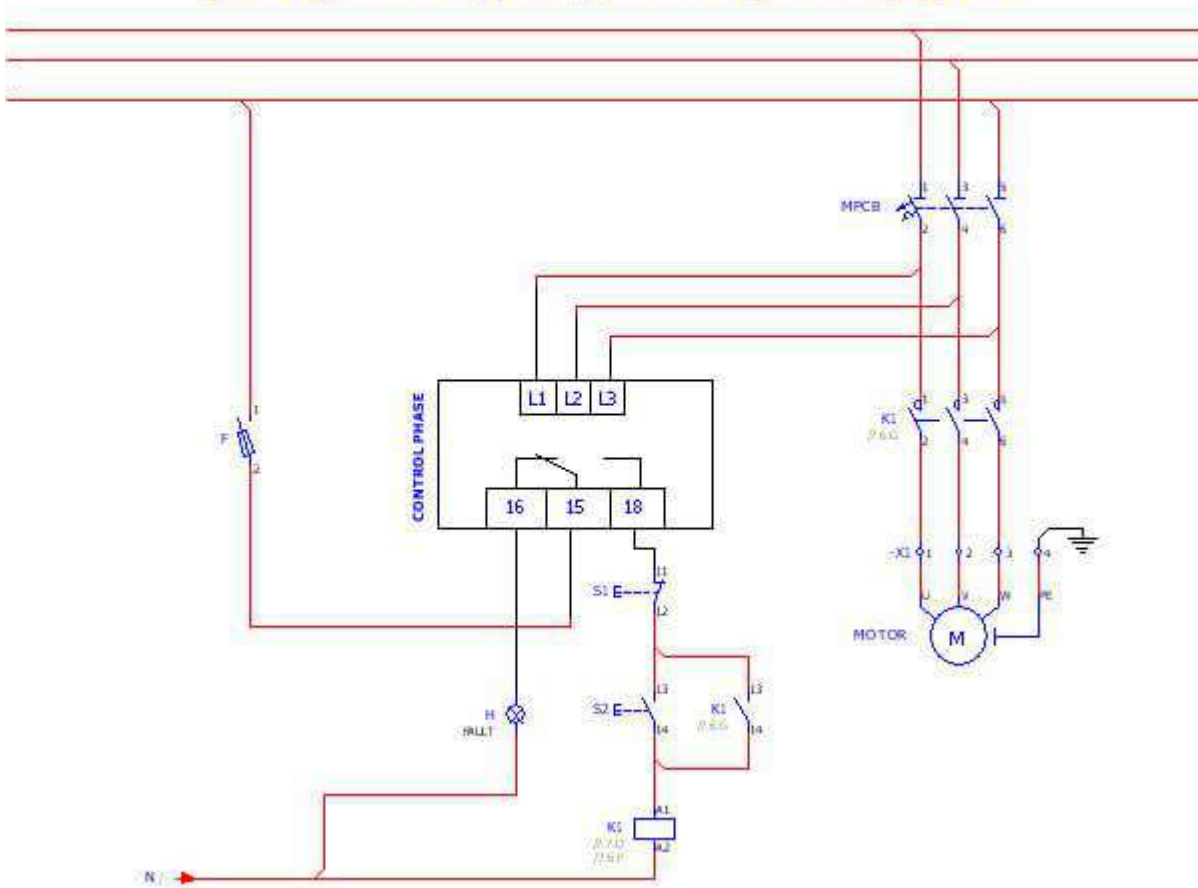 1 3 5
MPCB
2 4 6
L1 L2 L3
CONTROL PHASE
1
F
2
1 3 5
K1
2 4 6
16 15 18
-X1 1 2 3 4
11
S1
12
U V W PE
MOTOR M
13 13
S2 K1
14 14
H
A1
K1
A2
N